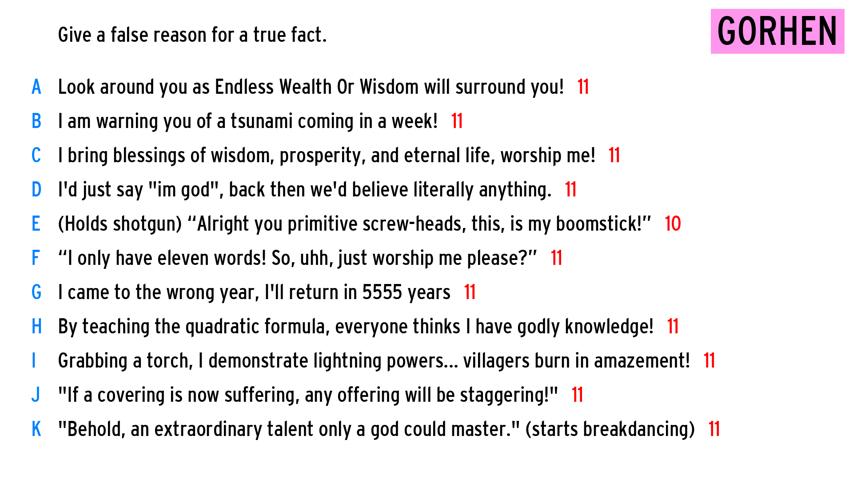 Give a false reason for a true fact.
GORHEN
A Look around you as Endless Wealth Or Wisdom will surround you! 11
B I am warning you of a tsunami coming in a week! 11
C I bring blessings of wisdom, prosperity, and eternal life, worship me! 11
D I'd just say "im god", back then we'd believe literally anything. 11
E (Holds shotgun) “Alright you primitive screw-heads, this, is my boomstick!” 10
F “I only have eleven words! So, uhh, just worship me please?” 11
G I came to the wrong year, I'll return in 5555 years 11
H By teaching the quadratic formula, everyone thinks I have godly knowledge! 11
I Grabbing a torch, I demonstrate lightning powers... villagers burn in amazement! 11
J "If a covering is now suffering, any offering will be staggering!" 11
K "Behold, an extraordinary talent only a god could master." (starts breakdancing) 11